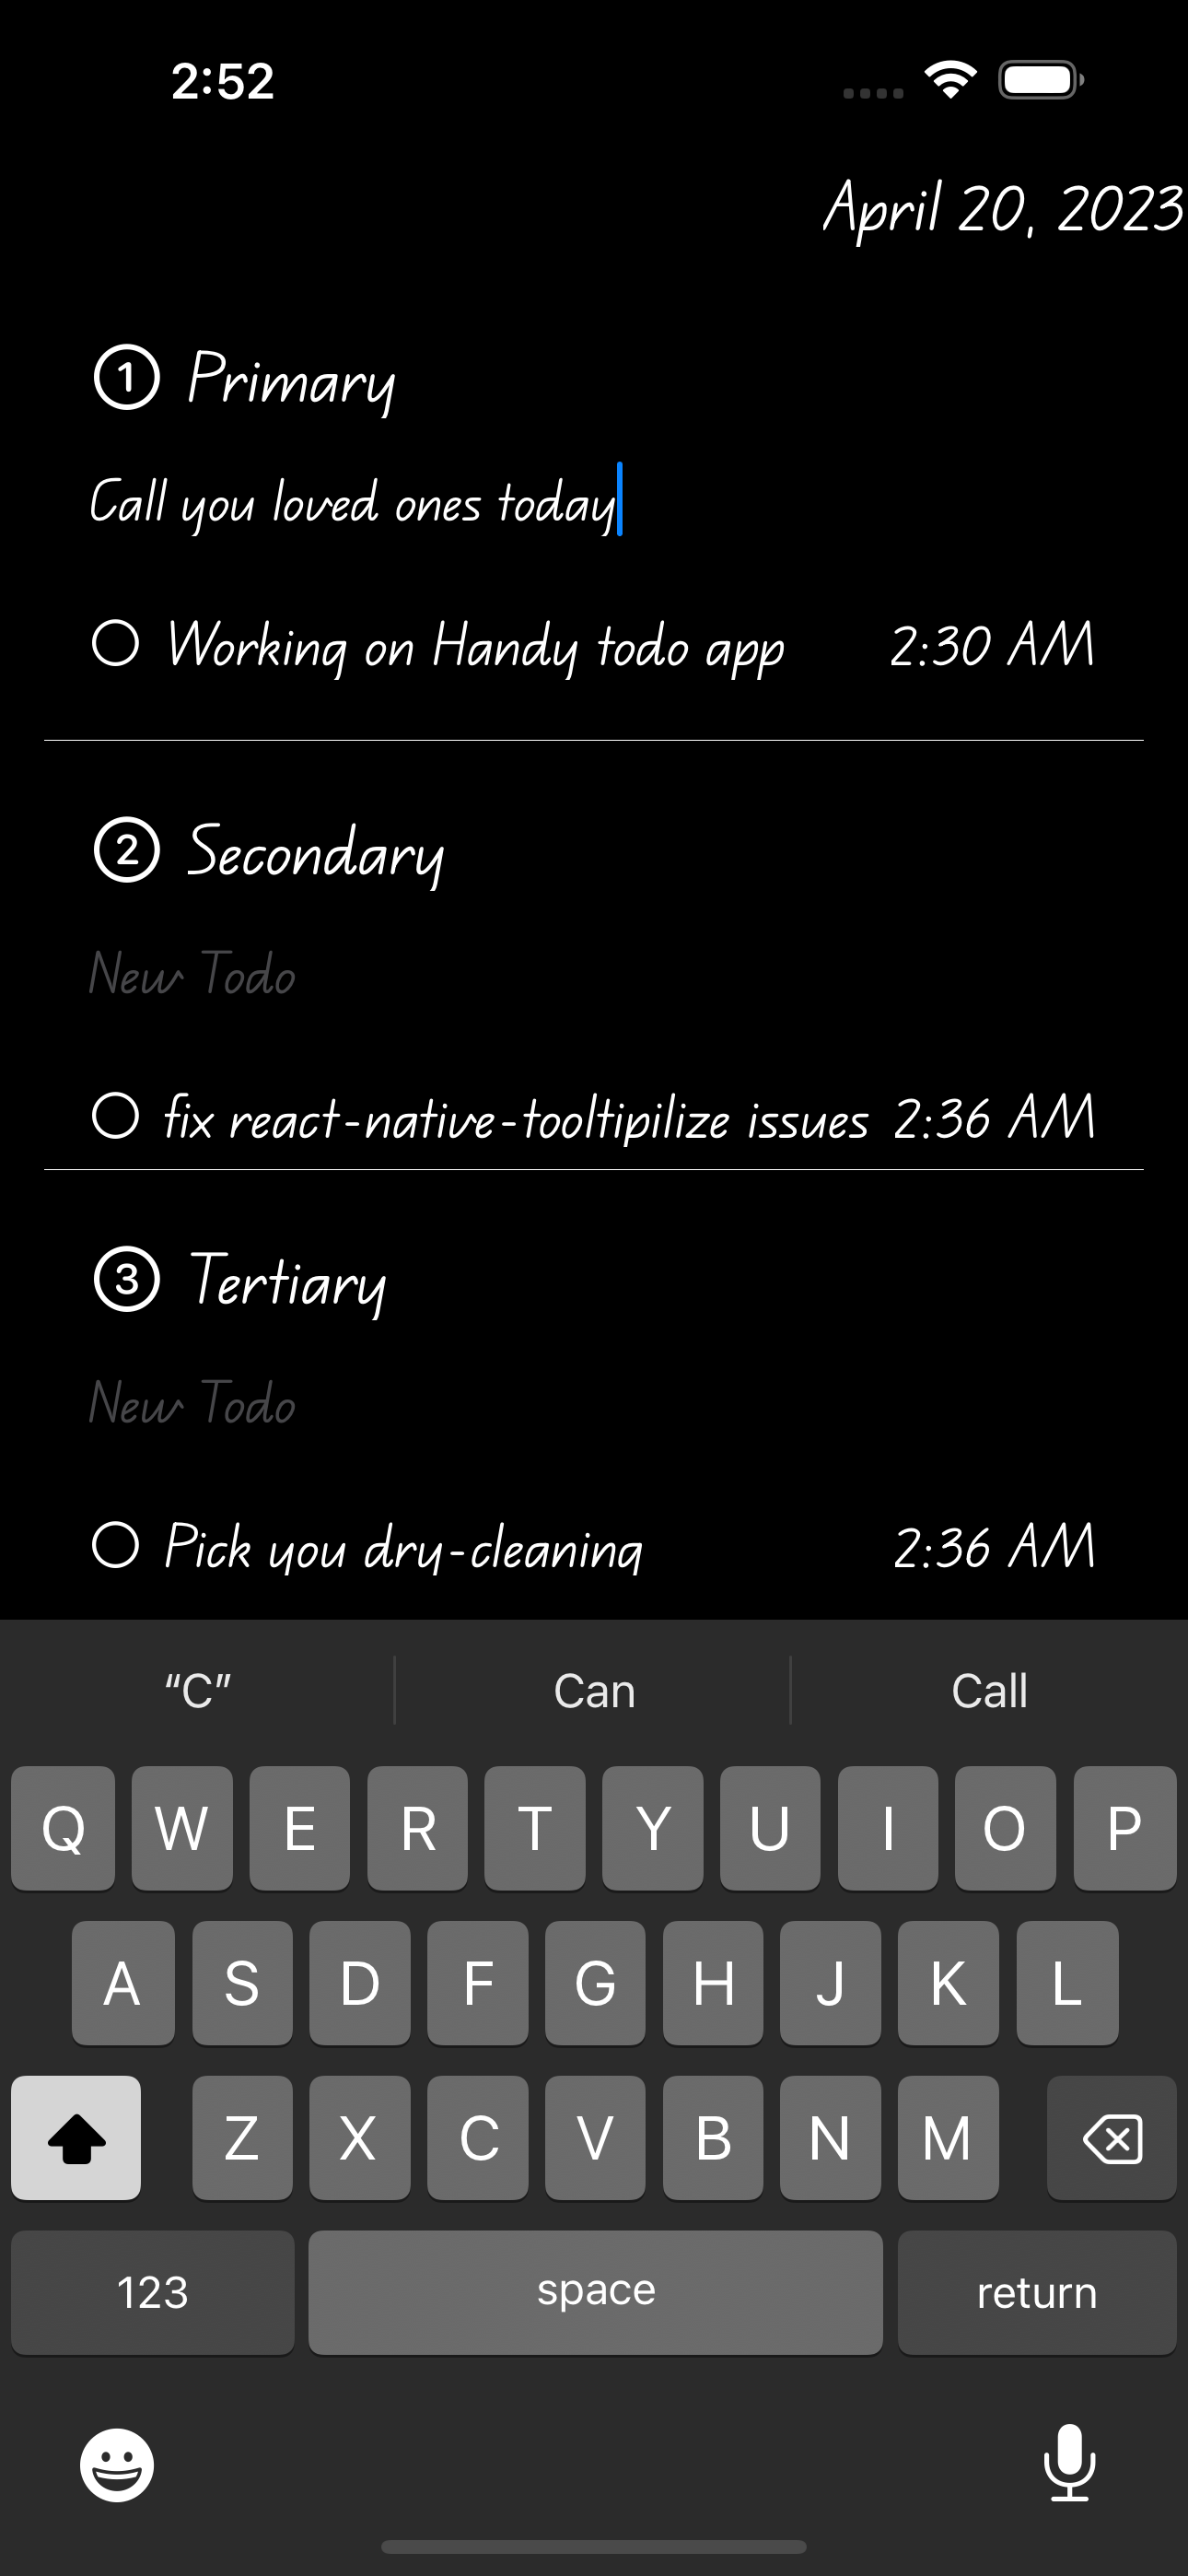 2:52
April 20, 2023
1 Primary
Call you loved ones today
Working on Handy todo app 2:30 AM
2 Secondary
New Todo
fix react-native-tooltipilize issues 2:36 AM
3 Tertiary
New Todo
Pick you dry-cleaning 2:36 AM
“C” Can Call
Q W E R T Y U I O P
A S D F G H J K L
Z X C V B N M
123 space return